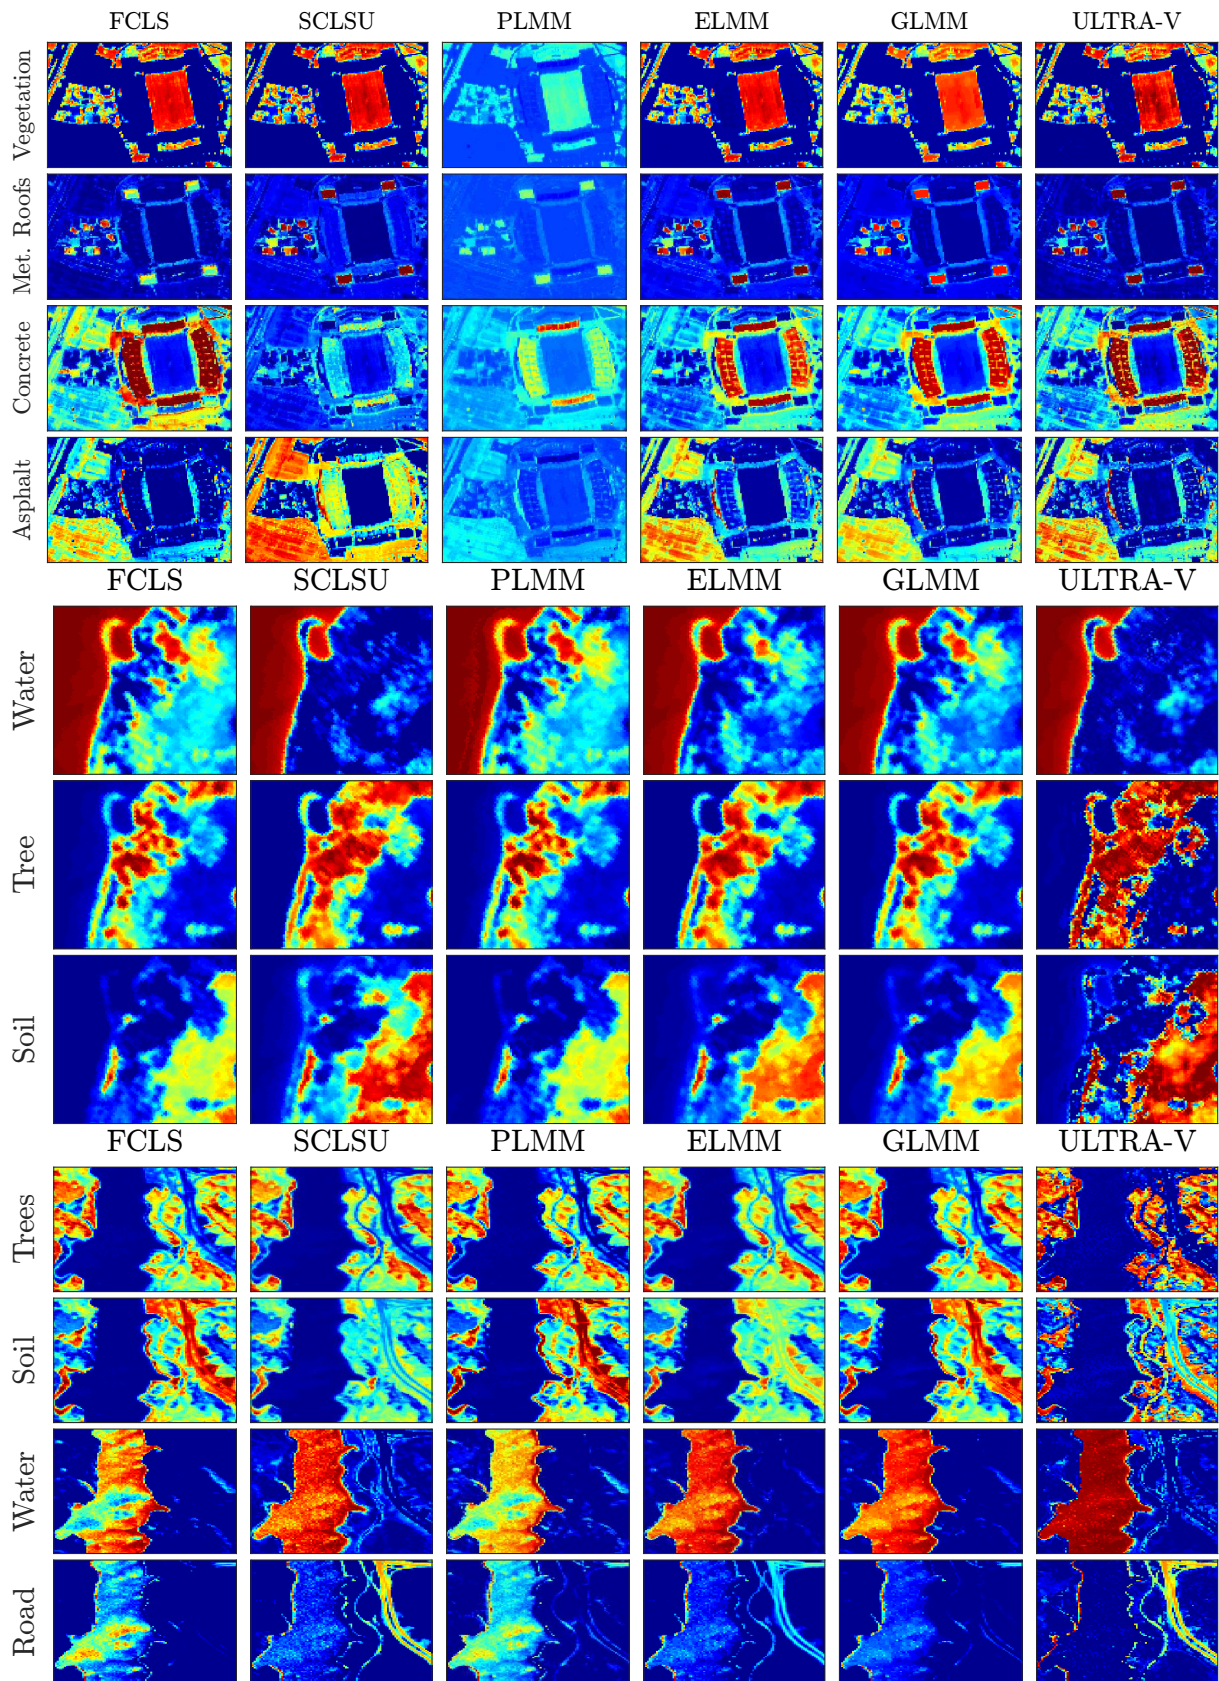 FCLS SCLSU PLMM ELMM GLMM ULTRA-V
Vegetation
Met. Roofs
Concrete
Asphalt
FCLS SCLSU PLMM ELMM GLMM ULTRA-V
Water
Tree
Soil
FCLS SCLSU PLMM ELMM GLMM ULTRA-V
Trees
Soil
Water
Road